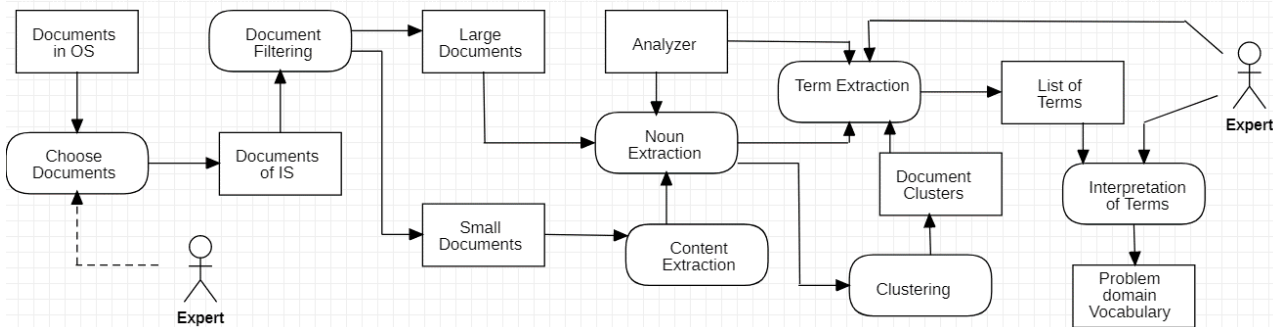 Documents
in OS
Document
Filtering
Large
Documents
Analyzer
Term Extraction
List of
Terms
Expert
Choose
Documents
Documents
of IS
Noun
Extraction
Document
Clusters
Interpretation
of Terms
Small
Documents
Content
Extraction
Clustering
Problem
domain
Vocabulary
Expert